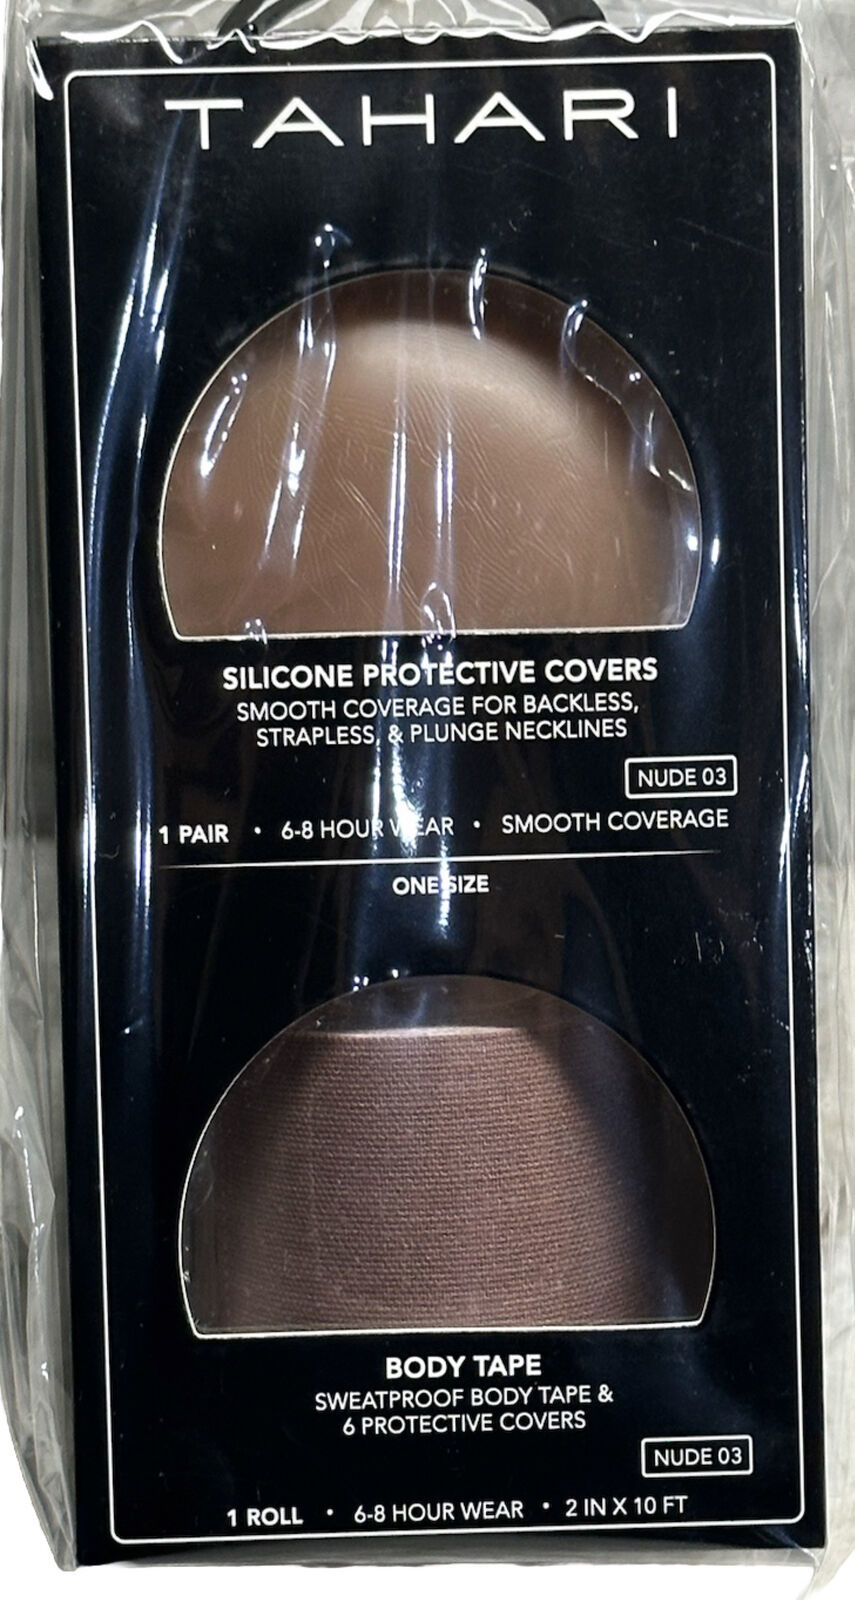 TAHARI
SILICONE PROTECTIVE COVERS
SMOOTH COVERAGE FOR BACKLESS,
STRAPLESS, & PLUNGE NECKLINES
NUDE 03
1 PAIR • 6-8 HOUR WEAR • SMOOTH COVERAGE
ONE SIZE
BODY TAPE
SWEATPROOF BODY TAPE &
6 PROTECTIVE COVERS
NUDE 03
1 ROLL • 6-8 HOUR WEAR • 2 IN X 10 FT